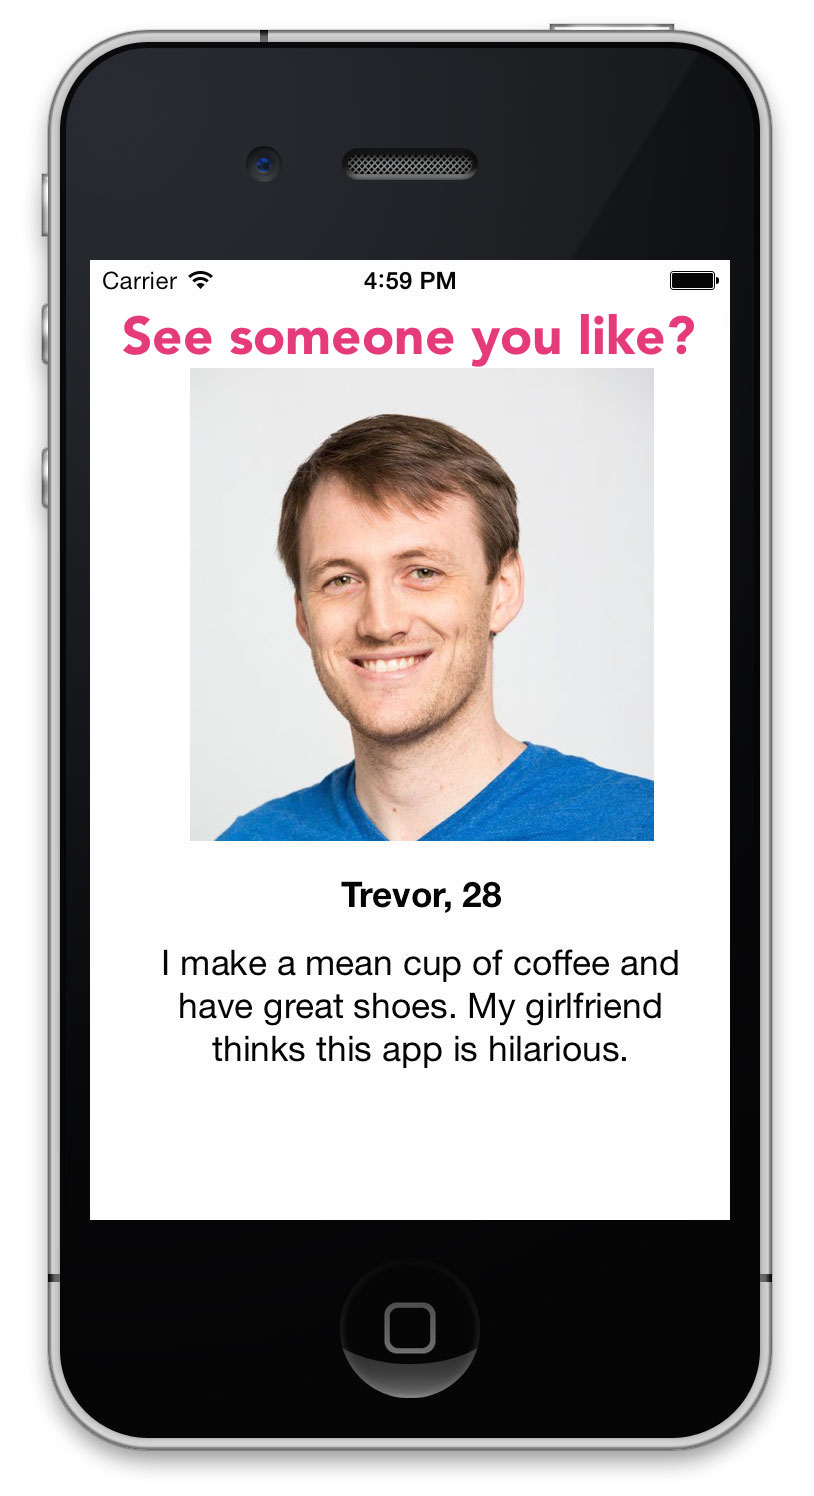 Carrier 4:59 PM
See someone you like?
Trevor, 28
I make a mean cup of coffee and
have great shoes. My girlfriend
thinks this app is hilarious.